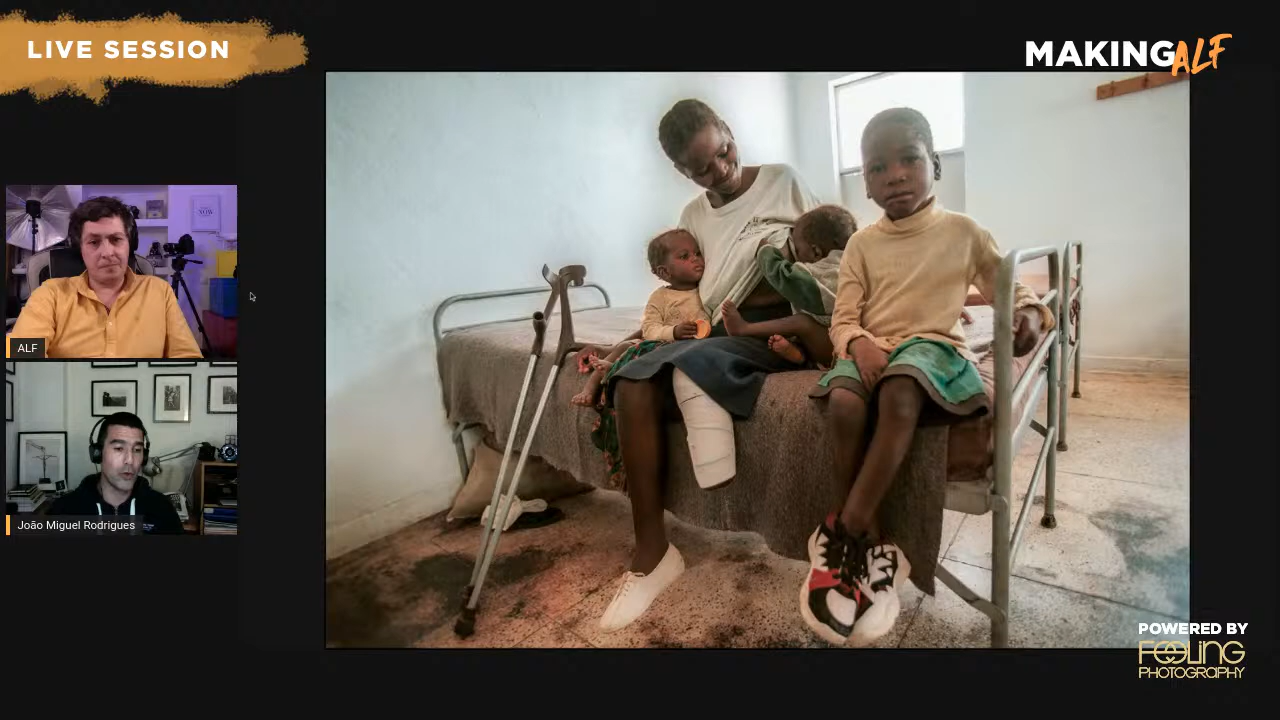 LIVE SESSION
MAKINGALF
ALF
João Miguel Rodrigues
POWERED BY
FEELING
PHOTOGRAPHY